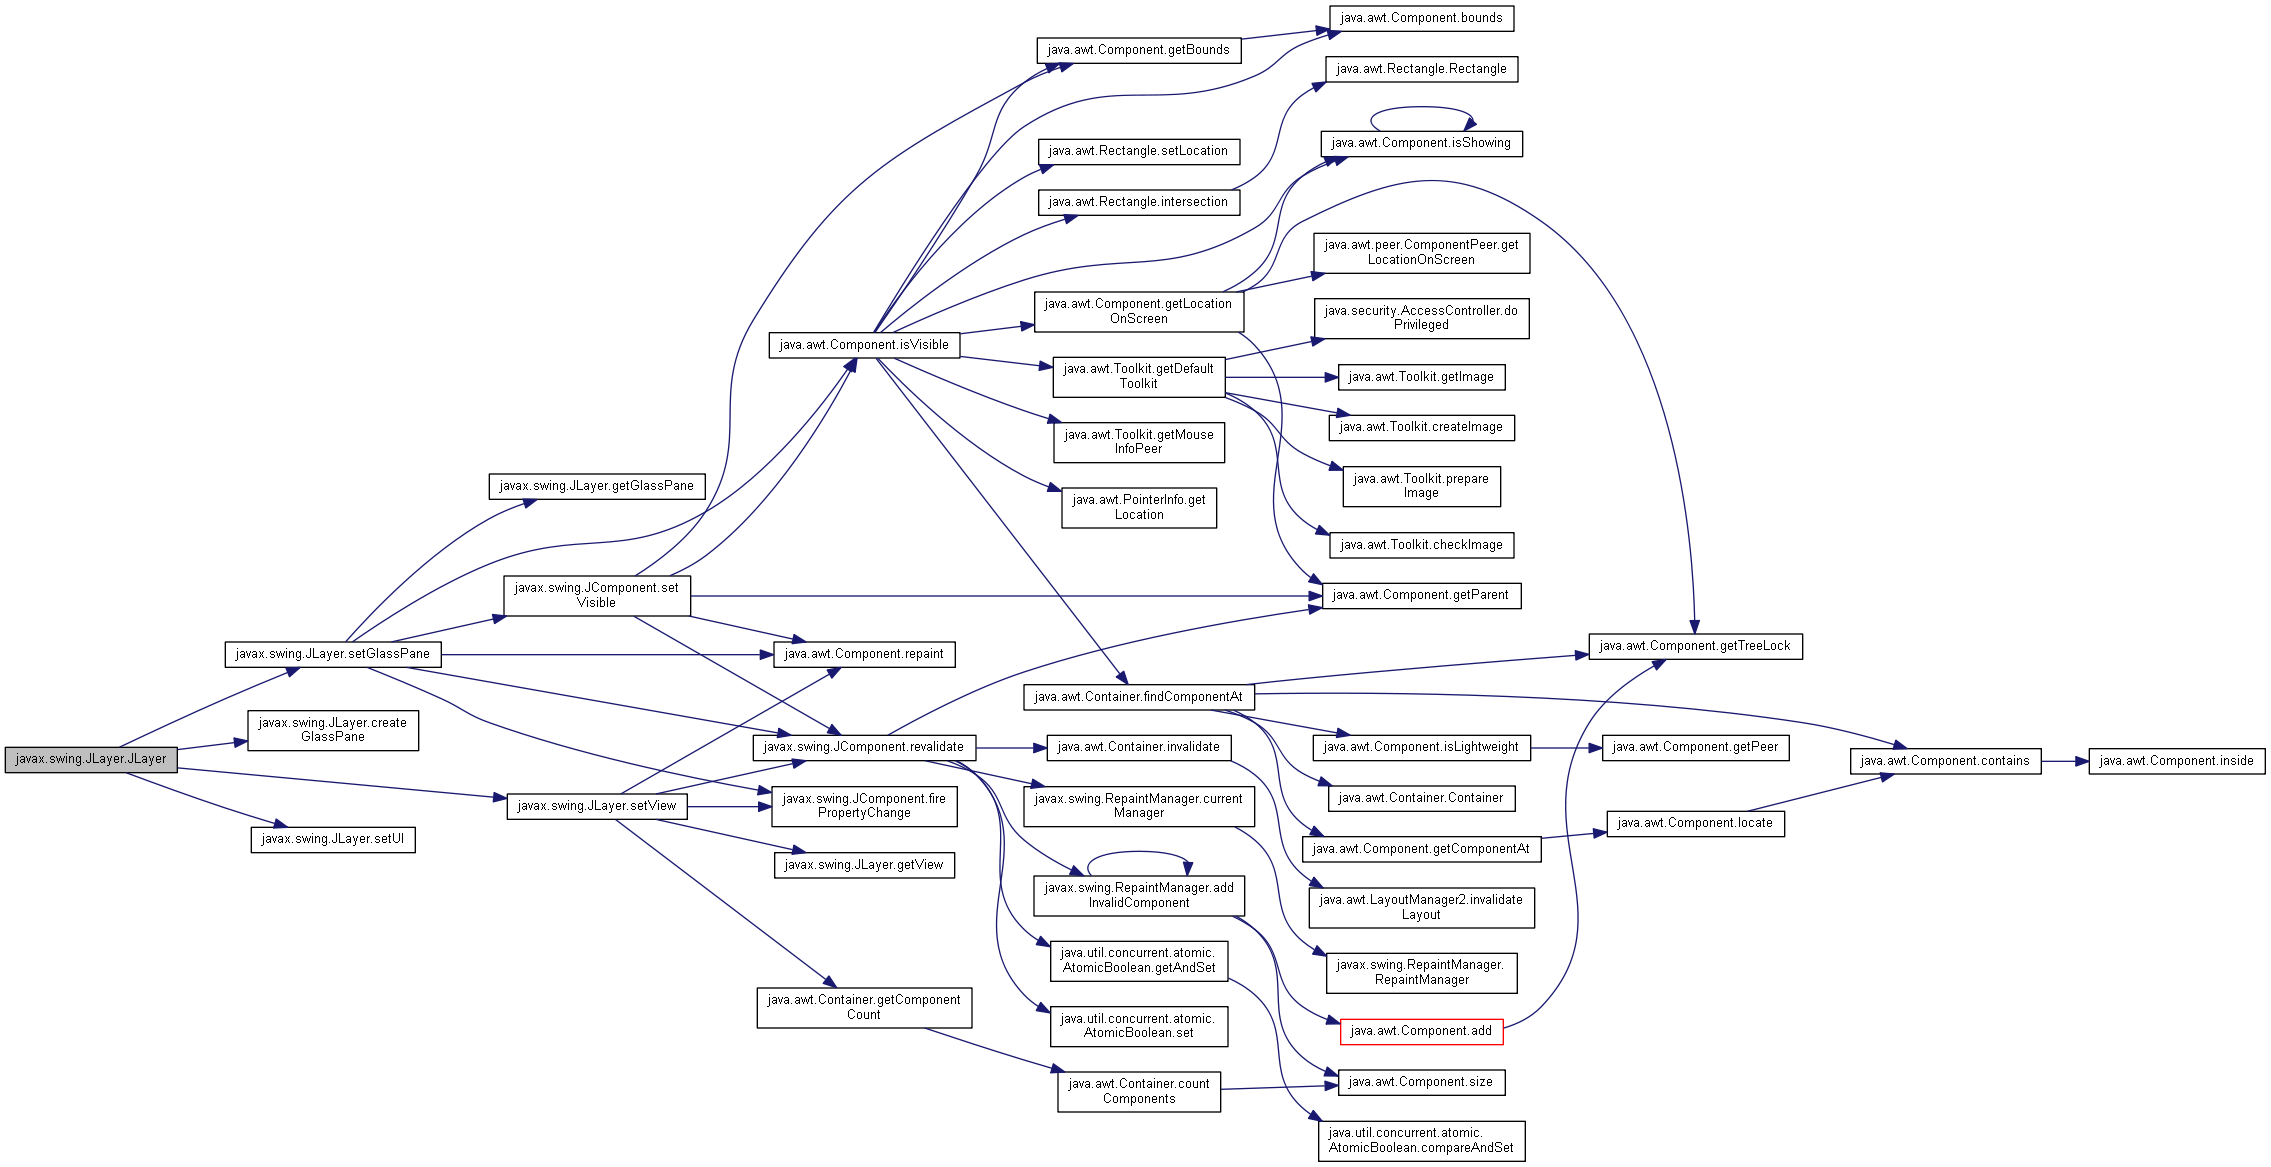 javax.swing.JLayer.JLayer
javax.swing.JLayer.setGlassPane
javax.swing.JLayer.create
GlassPane
javax.swing.JLayer.setUI
javax.swing.JLayer.getGlassPane
javax.swing.JComponent.set
Visible
javax.swing.JLayer.setView
java.awt.Component.isVisible
java.awt.Component.repaint
javax.swing.JComponent.revalidate
javax.swing.JComponent.fire
PropertyChange
javax.swing.JLayer.getView
java.awt.Container.getComponent
Count
java.awt.Component.getBounds
java.awt.Rectangle.setLocation
java.awt.Rectangle.intersection
java.awt.Component.getLocation
OnScreen
java.awt.Toolkit.getDefault
Toolkit
java.awt.Toolkit.getMouse
InfoPeer
java.awt.PointerInfo.get
Location
java.awt.Container.findComponentAt
java.awt.Container.invalidate
javax.swing.RepaintManager.current
Manager
javax.swing.RepaintManager.add
InvalidComponent
java.util.concurrent.atomic.
AtomicBoolean.getAndSet
java.util.concurrent.atomic.
AtomicBoolean.set
java.awt.Container.count
Components
java.awt.Component.bounds
java.awt.Rectangle.Rectangle
java.awt.Component.isShowing
java.awt.peer.ComponentPeer.get
LocationOnScreen
java.security.AccessController.do
Privileged
java.awt.Toolkit.getImage
java.awt.Toolkit.createImage
java.awt.Toolkit.prepare
Image
java.awt.Toolkit.checkImage
java.awt.Component.getParent
java.awt.Component.isLightweight
java.awt.Container.Container
java.awt.Component.getComponentAt
java.awt.LayoutManager2.invalidate
Layout
javax.swing.RepaintManager.
RepaintManager
java.awt.Component.add
java.awt.Component.size
java.util.concurrent.atomic.
AtomicBoolean.compareAndSet
java.awt.Component.getTreeLock
java.awt.Component.getPeer
java.awt.Component.locate
java.awt.Component.contains
java.awt.Component.inside